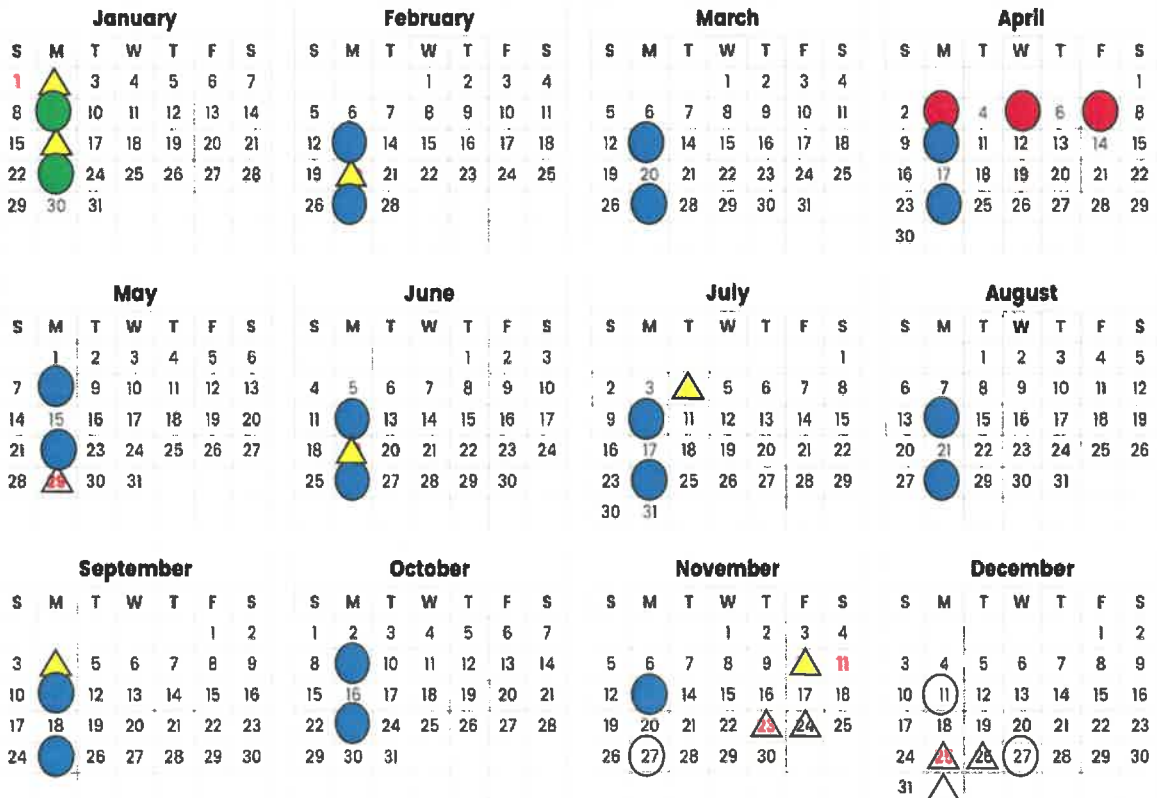 January February March April
S M T W T F S S M T W T F S S M T W T F S S M T W T F S
1 3 4 5 6 7 1 2 3 4 1 2 3 4 1
8 10 11 12 13 14 5 6 7 8 9 10 11 5 6 7 8 9 10 11 2 4 6 8
15 17 18 19 20 21 12 14 15 16 17 18 12 14 15 16 17 18 9 11 12 13 14 15
22 24 25 26 27 28 19 21 22 23 24 25 19 20 21 22 23 24 25 16 17 18 19 20 21 22
29 30 31 26 28 26 28 29 30 31 23 25 26 27 28 29
30
May June July August
S M T W T F S S M T W T F S S M T W T F S S M T W T F S
1 2 3 4 5 6 1 2 3 1 1 2 3 4 5
7 9 10 11 12 13 4 5 6 7 8 9 10 2 3 5 6 7 8 6 7 8 9 10 11 12
14 15 16 17 18 19 20 11 13 14 15 16 17 9 11 12 13 14 15 13 15 16 17 18 19
21 23 24 25 26 27 18 20 21 22 23 24 16 17 18 19 20 21 22 20 21 22 23 24 25 26
28 29 30 31 25 27 28 29 30 23 25 26 27 28 29 27 29 30 31
30 31
September October November December
S M T W T F S S M T W T F S S M T W T F S S M T W T F S
1 2 1 2 3 4 5 6 7 1 2 3 4 1 2
3 5 6 7 8 9 8 10 11 12 13 14 5 6 7 8 9 11 3 4 5 6 7 8 9
10 12 13 14 15 16 15 16 17 18 19 20 21 12 14 15 16 17 18 10 11 12 13 14 15 16
17 18 19 20 21 22 23 22 24 25 26 27 28 19 20 21 22 23 24 25 17 18 19 20 21 22 23
24 26 27 28 29 30 29 30 31 26 27 28 29 30 24 25 26 27 28 29 30
31